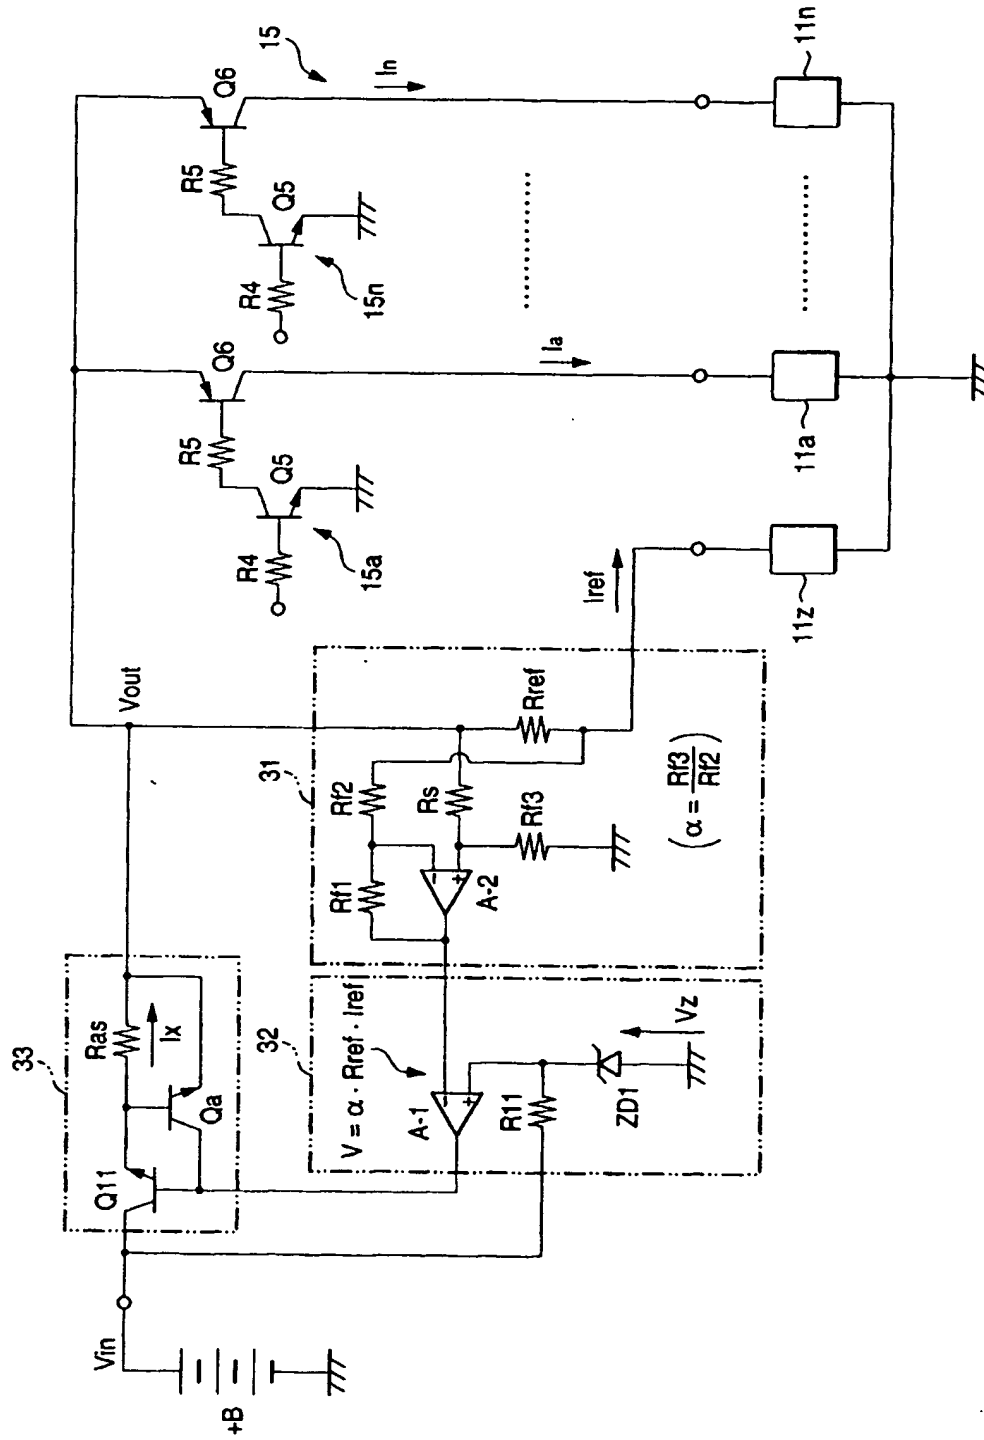 +B
Vin
33
Q11
Ras
Ix
Qa
32
V = α · Rref · Iref
A-1
R11
ZD1
Vz
31
Vout
Rf1
Rf2
A-2
Rs
Rf3
Rref
(α = Rf3/Rf2)
Iref
11z
R4
Q5
R5
Q6
15a
Ia
11a
R4
Q5
R5
Q6
15n
15
In
11n